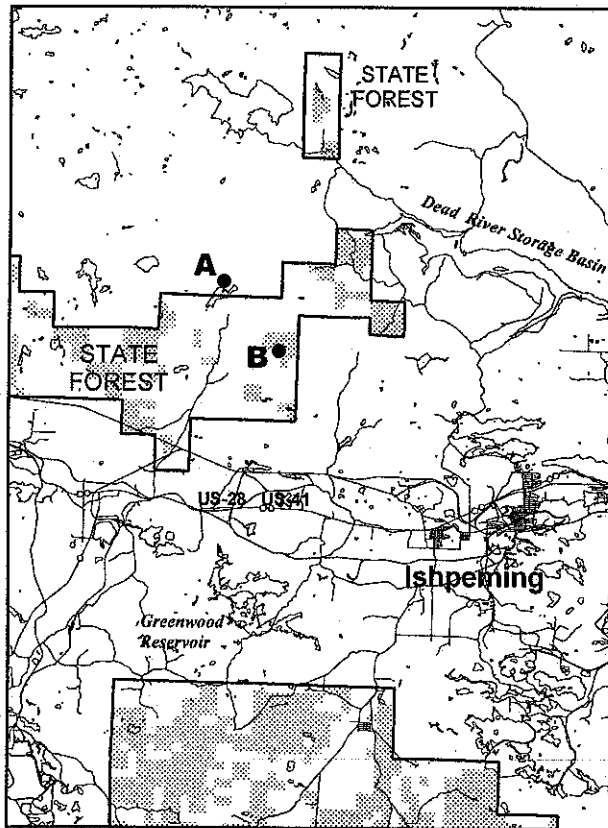 STATE
FOREST
Dead River Storage Basin
A
B
STATE
FOREST
US-28 US-41
Ishpeming
Greenwood
Reservoir